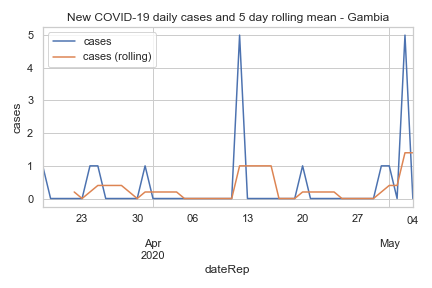 New COVID-19 daily cases and 5 day rolling mean - Gambia
cases
cases (rolling)
cases
5
4
3
2
1
0
23
30
06
13
20
27
04
Apr
2020
May
dateRep